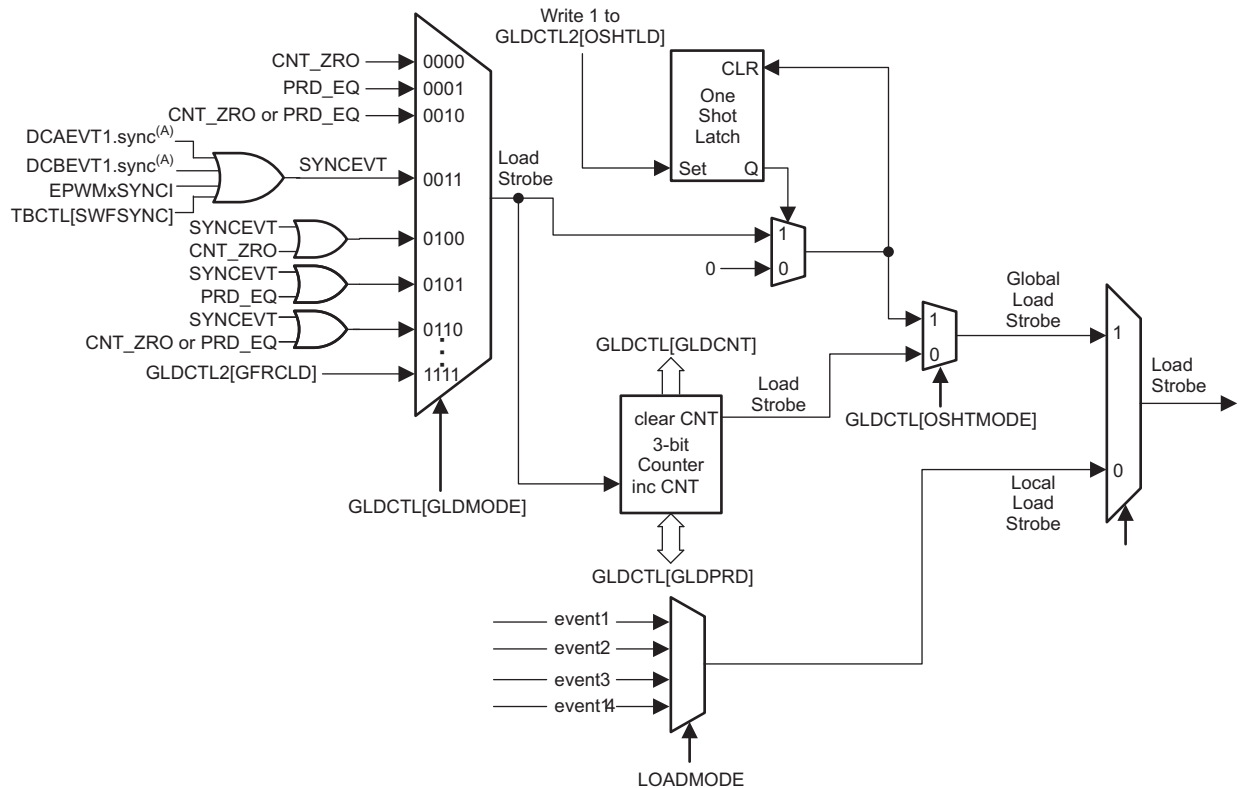 Write 1 to
GLDCTL2[OSHTLD]
CNT_ZRO
0000
PRD_EQ
0001
CNT_ZRO or PRD_EQ
0010
DCAEVT1.sync(A)
DCBEVT1.sync(A)
EPWMxSYNCI
TBCTL[SWFSYNC]
SYNCEVT
0011
SYNCEVT
CNT_ZRO
0100
SYNCEVT
PRD_EQ
0101
SYNCEVT
CNT_ZRO or PRD_EQ
0110
GLDCTL2[GFRCLD]
1111
GLDCTL[GLDMODE]
Load
Strobe
CLR
One
Shot
Latch
Set
Q
1
0
0
GLDCTL[GLDCNT]
clear CNT
3-bit
Counter
inc CNT
GLDCTL[GLDPRD]
Load
Strobe
1
0
GLDCTL[OSHTMODE]
Global
Load
Strobe
1
Local
Load
Strobe
0
Load
Strobe
event1
event2
event3
event14
LOADMODE